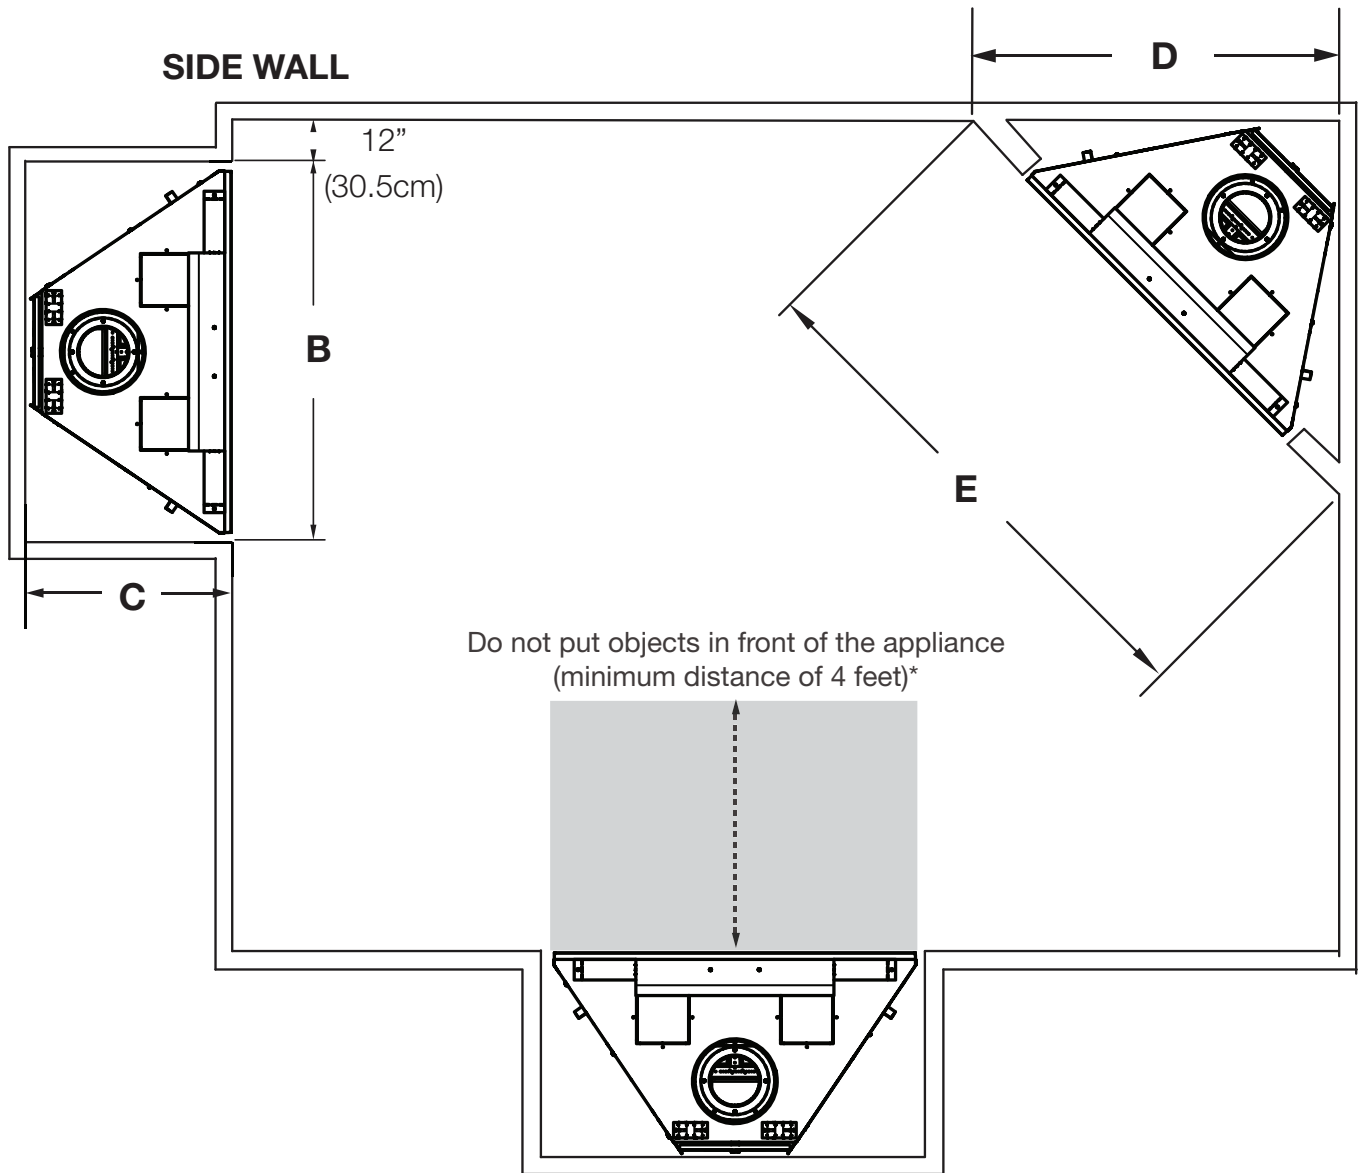 SIDE WALL
D
12”
(30.5cm)
B
E
C
Do not put objects in front of the appliance
(minimum distance of 4 feet)*